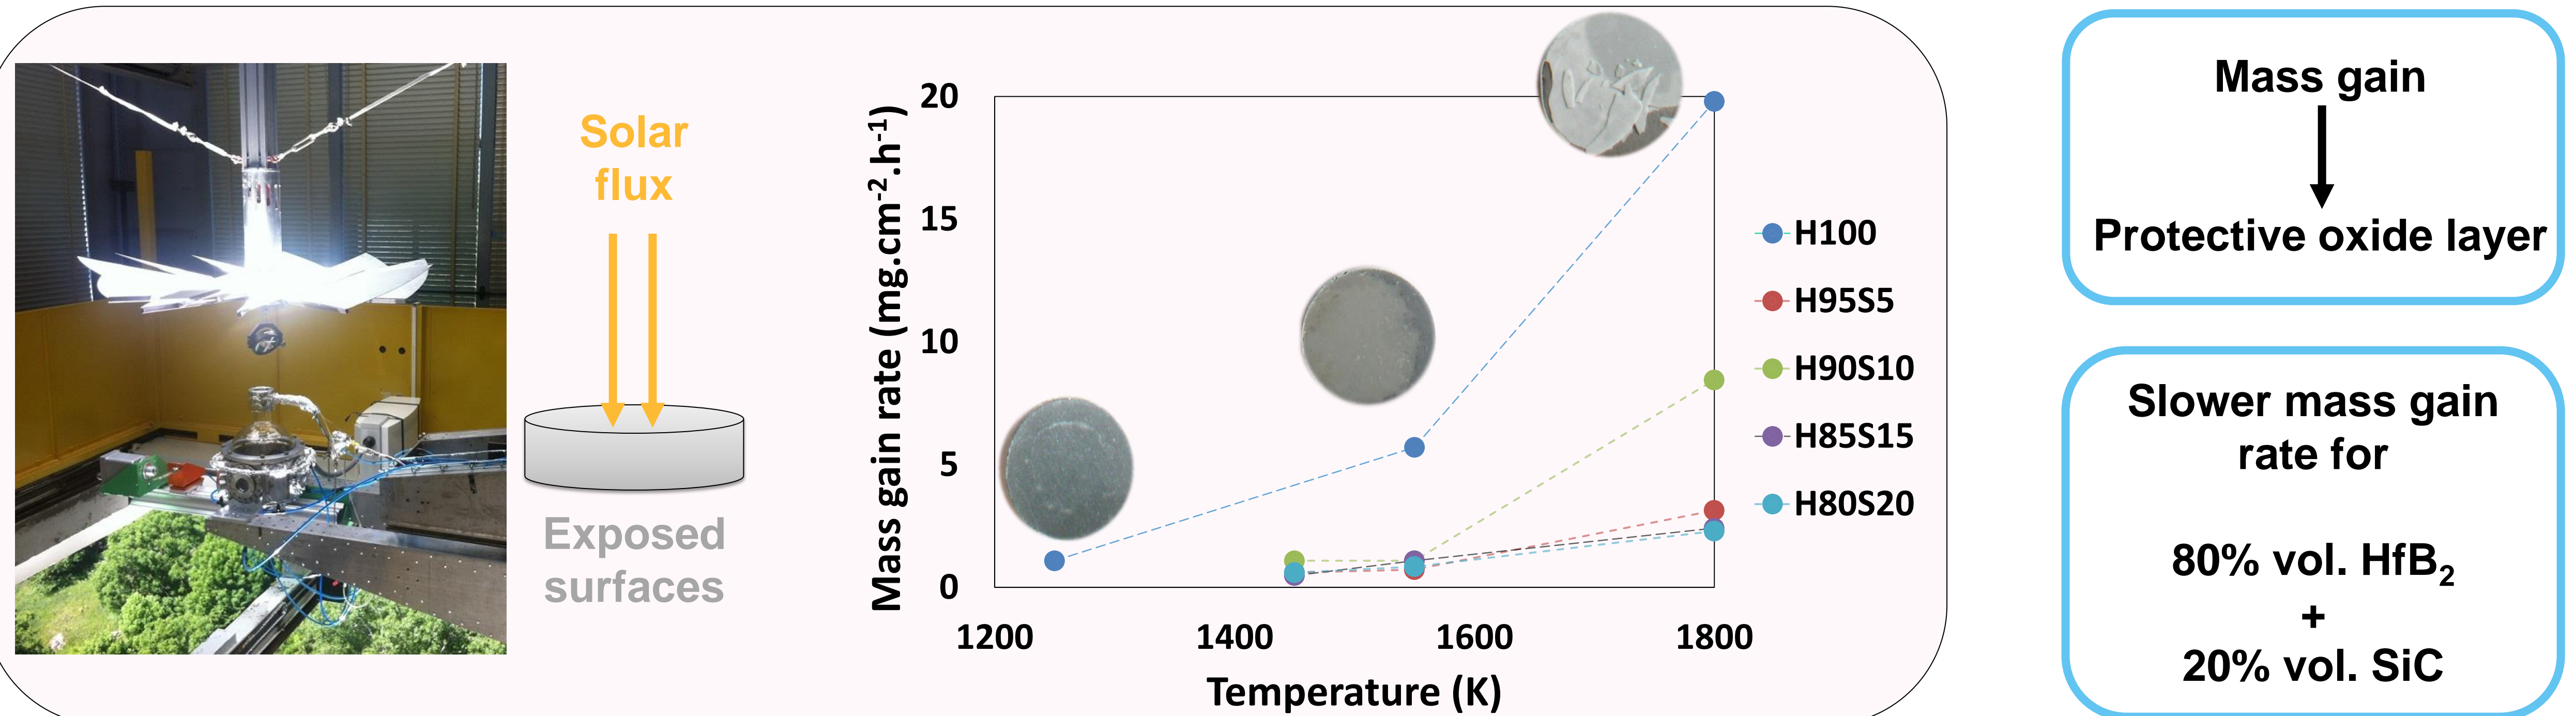 Solar
flux
Exposed
surfaces
Mass gain rate (mg.cm⁻².h⁻¹)
20
15
10
5
0
1200
1400
1600
1800
Temperature (K)
H100
H95S5
H90S10
H85S15
H80S20
Mass gain
Protective oxide layer
Slower mass gain
rate for
80% vol. HfB₂
+
20% vol. SiC